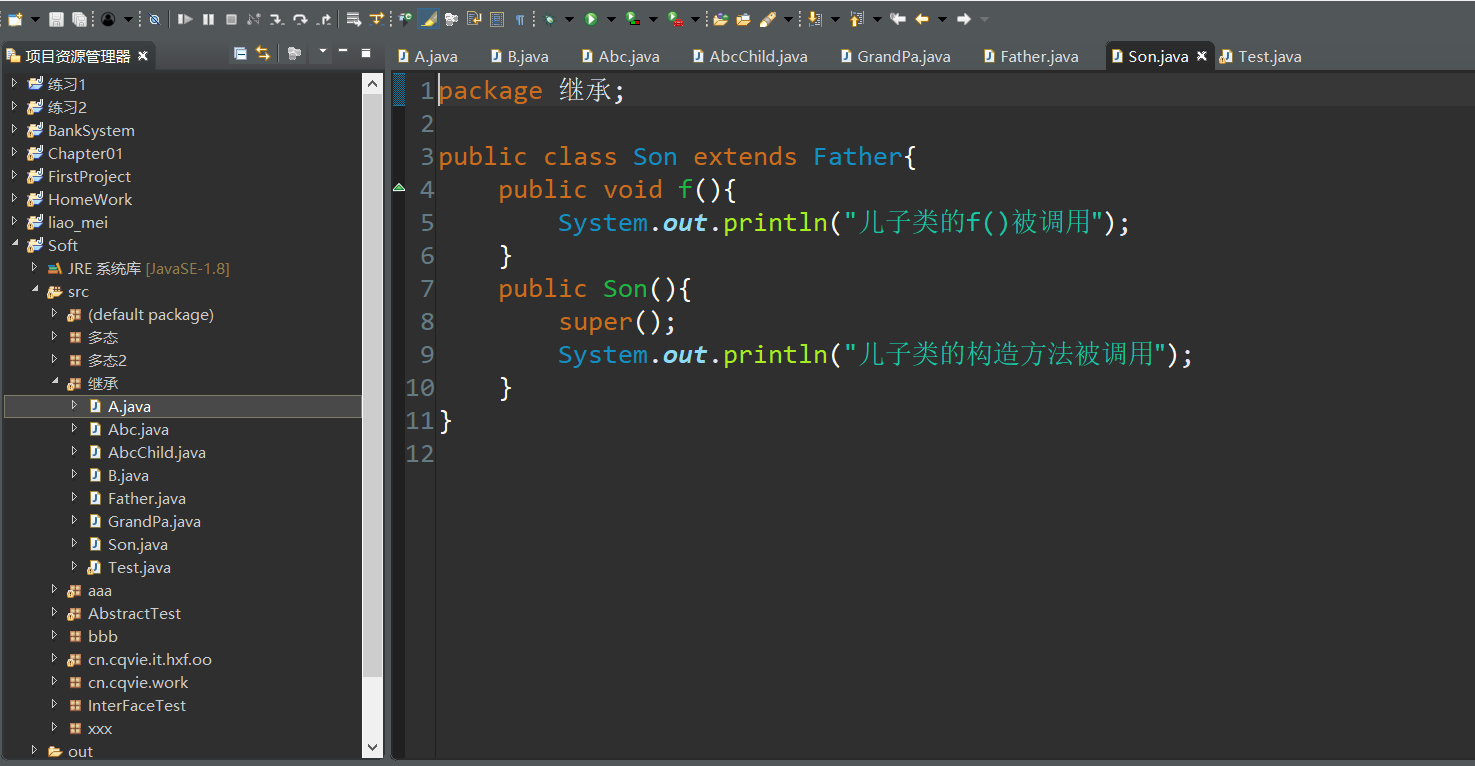 项目资源管理器
A.java B.java Abc.java AbcChild.java GrandPa.java Father.java Son.java Test.java
练习1
练习2
BankSystem
Chapter01
FirstProject
HomeWork
liao_mei
Soft
JRE 系统库 [JavaSE-1.8]
src
(default package)
多态
多态2
继承
A.java
Abc.java
AbcChild.java
B.java
Father.java
GrandPa.java
Son.java
Test.java
aaa
AbstractTest
bbb
cn.cqvie.it.hxf.oo
cn.cqvie.work
InterFaceTest
xxx
out
1 package 继承;
2
3 public class Son extends Father{
4 public void f(){
5 System.out.println("儿子类的f()被调用");
6 }
7 public Son(){
8 super();
9 System.out.println("儿子类的构造方法被调用");
10 }
11 }
12